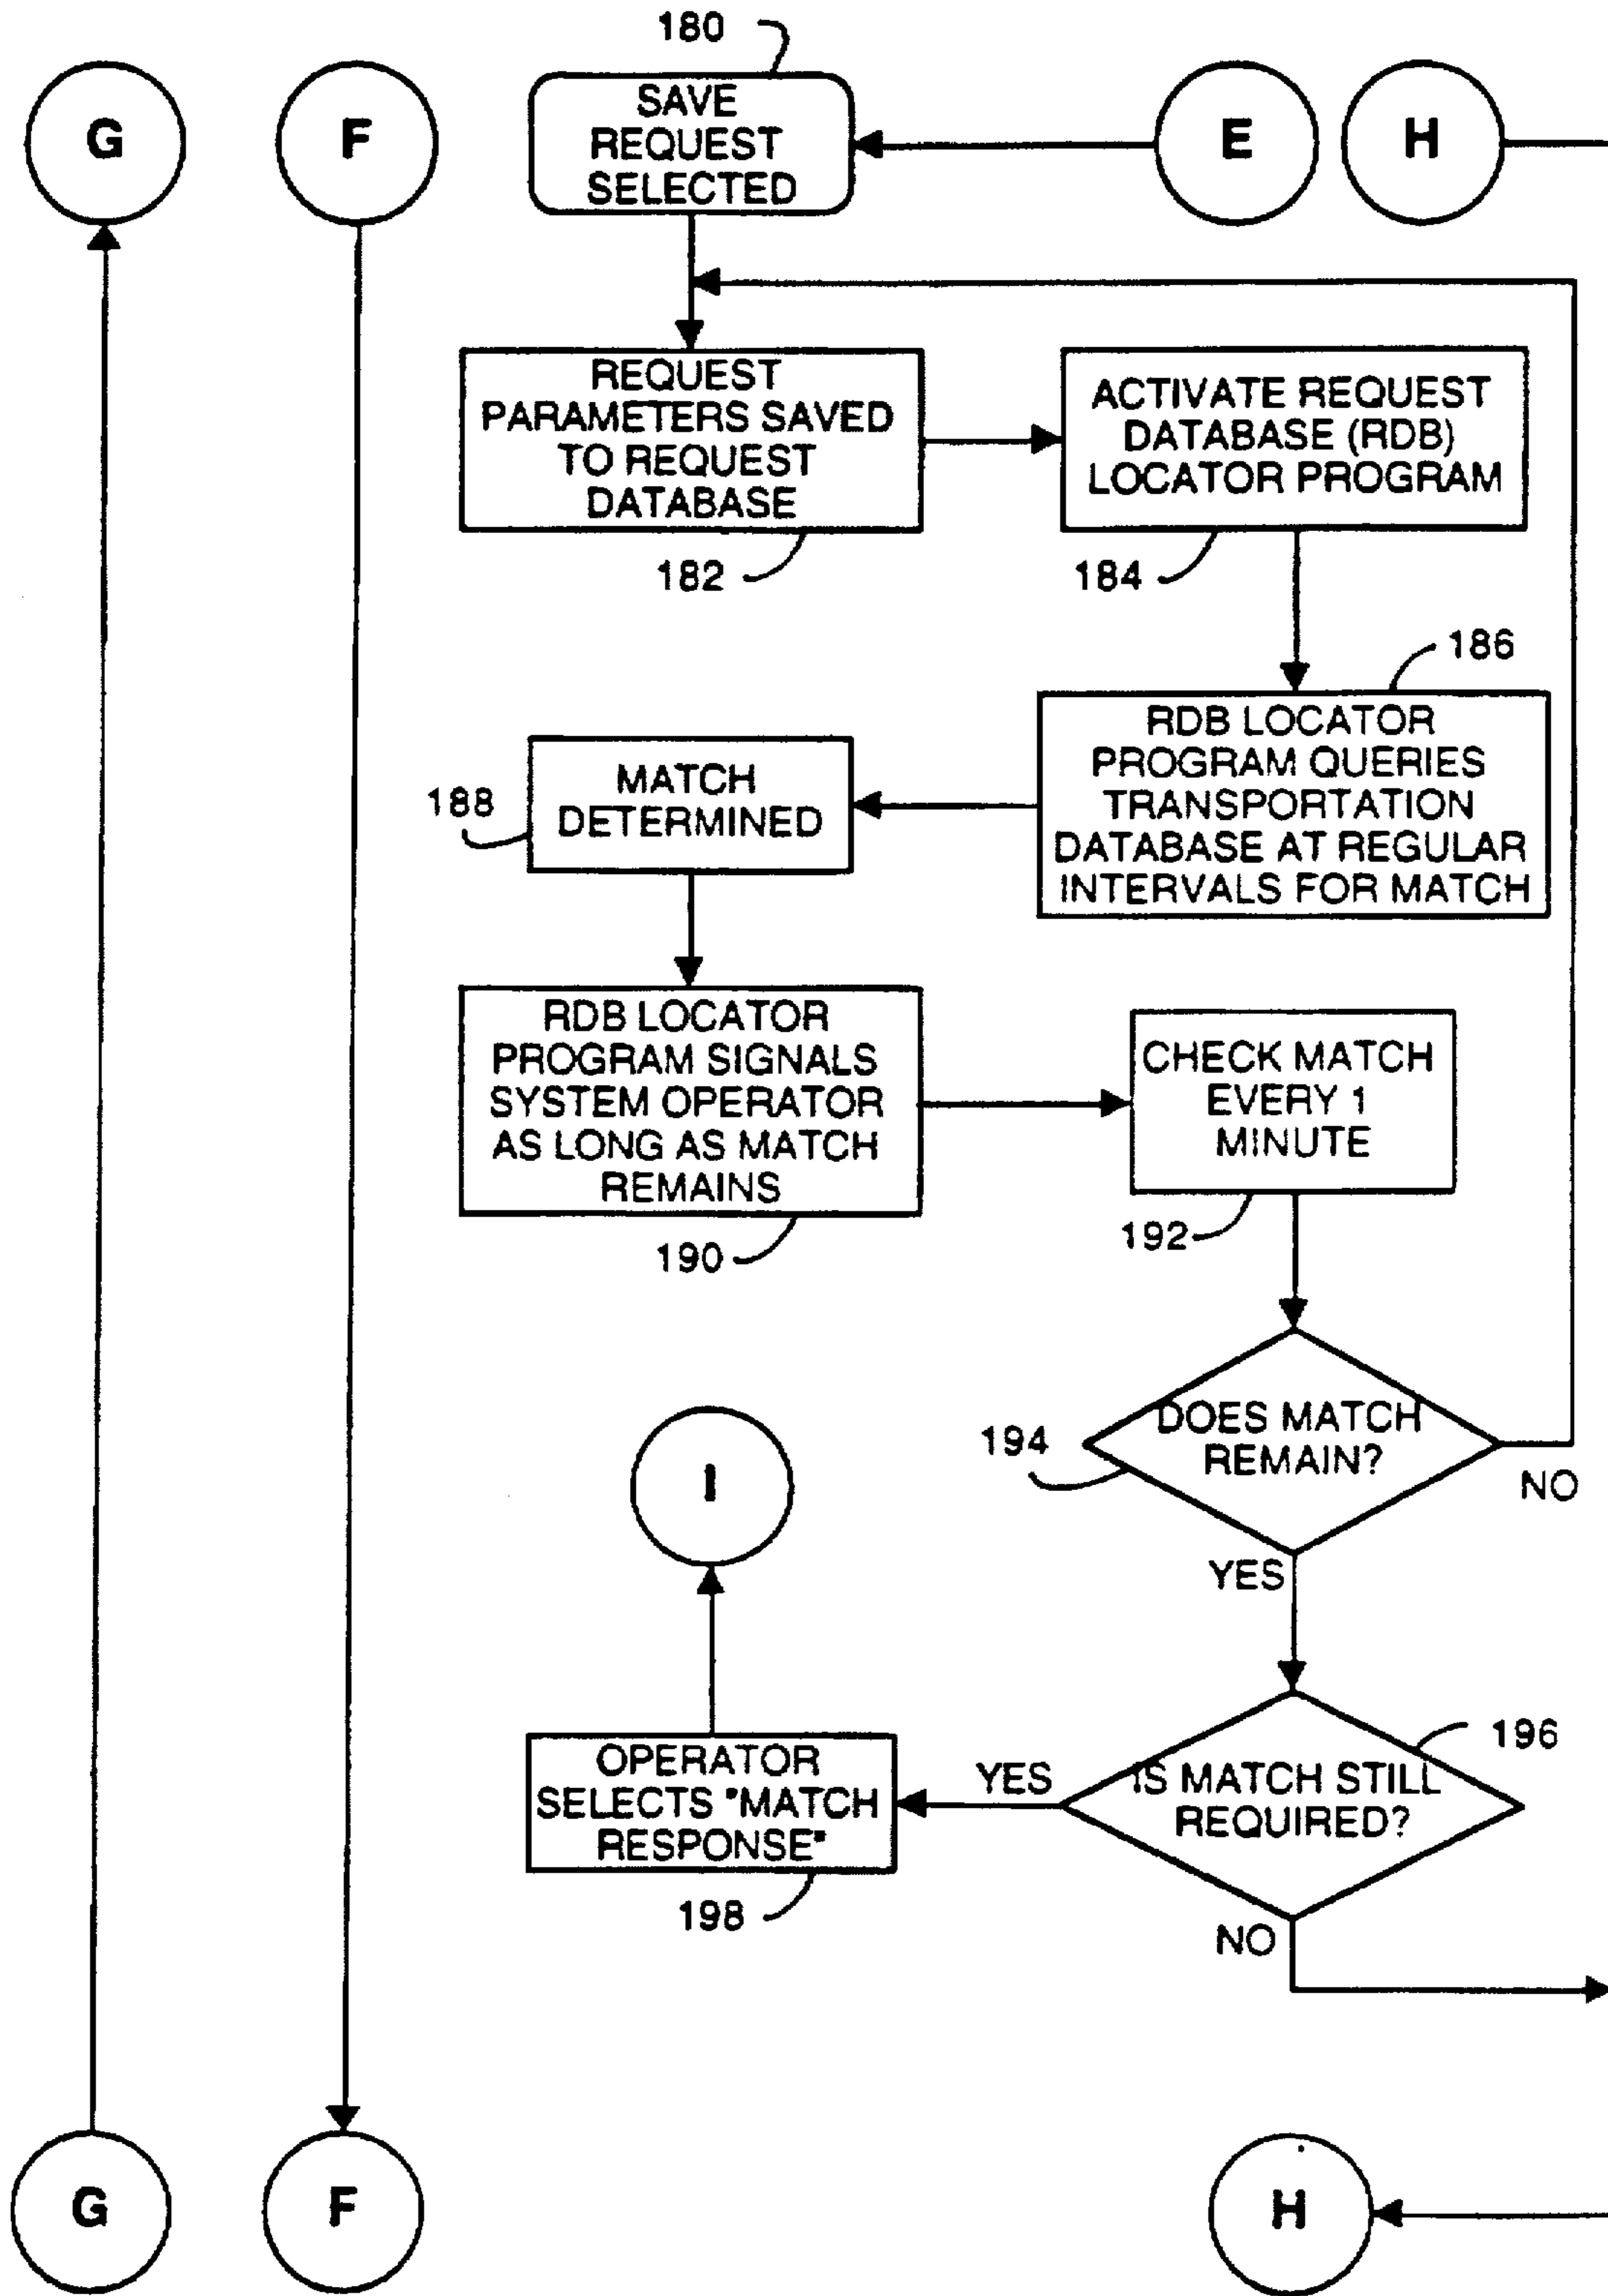 180
G
F
SAVE
REQUEST
SELECTED
E
H
REQUEST
PARAMETERS SAVED
TO REQUEST
DATABASE
182
ACTIVATE REQUEST
DATABASE (RDB)
LOCATOR PROGRAM
184
186
RDB LOCATOR
PROGRAM QUERIES
TRANSPORTATION
DATABASE AT REGULAR
INTERVALS FOR MATCH
188
MATCH
DETERMINED
RDB LOCATOR
PROGRAM SIGNALS
SYSTEM OPERATOR
AS LONG AS MATCH
REMAINS
190
CHECK MATCH
EVERY 1
MINUTE
192
194
DOES MATCH
REMAIN?
NO
YES
I
196
IS MATCH STILL
REQUIRED?
YES
OPERATOR
SELECTS "MATCH
RESPONSE"
198
NO
G
F
H